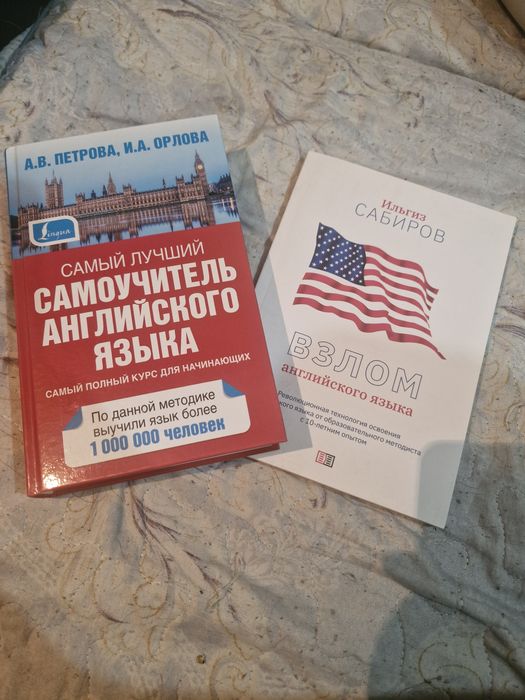 А.В. ПЕТРОВА, И.А. ОРЛОВА
Lingua
САМЫЙ ЛУЧШИЙ
САМОУЧИТЕЛЬ
АНГЛИЙСКОГО
ЯЗЫКА
САМЫЙ ПОЛНЫЙ КУРС ДЛЯ НАЧИНАЮЩИХ
По данной методике
выучили язык более
1 000 000 человек
Ильгиз
САБИРОВ
ВЗЛОМ
английского языка
Революционная технология освоения
языка от образовательного методиста
с 10-летним опытом